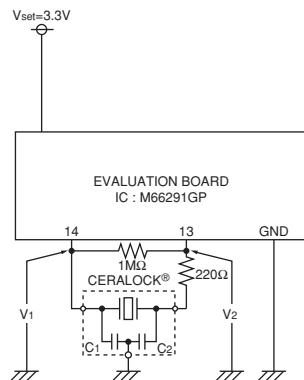 Vset=3.3V
EVALUATION BOARD
IC : M66291GP
14
13
GND
1MΩ
CERALOCK®
220Ω
V1
V2
C1
C2